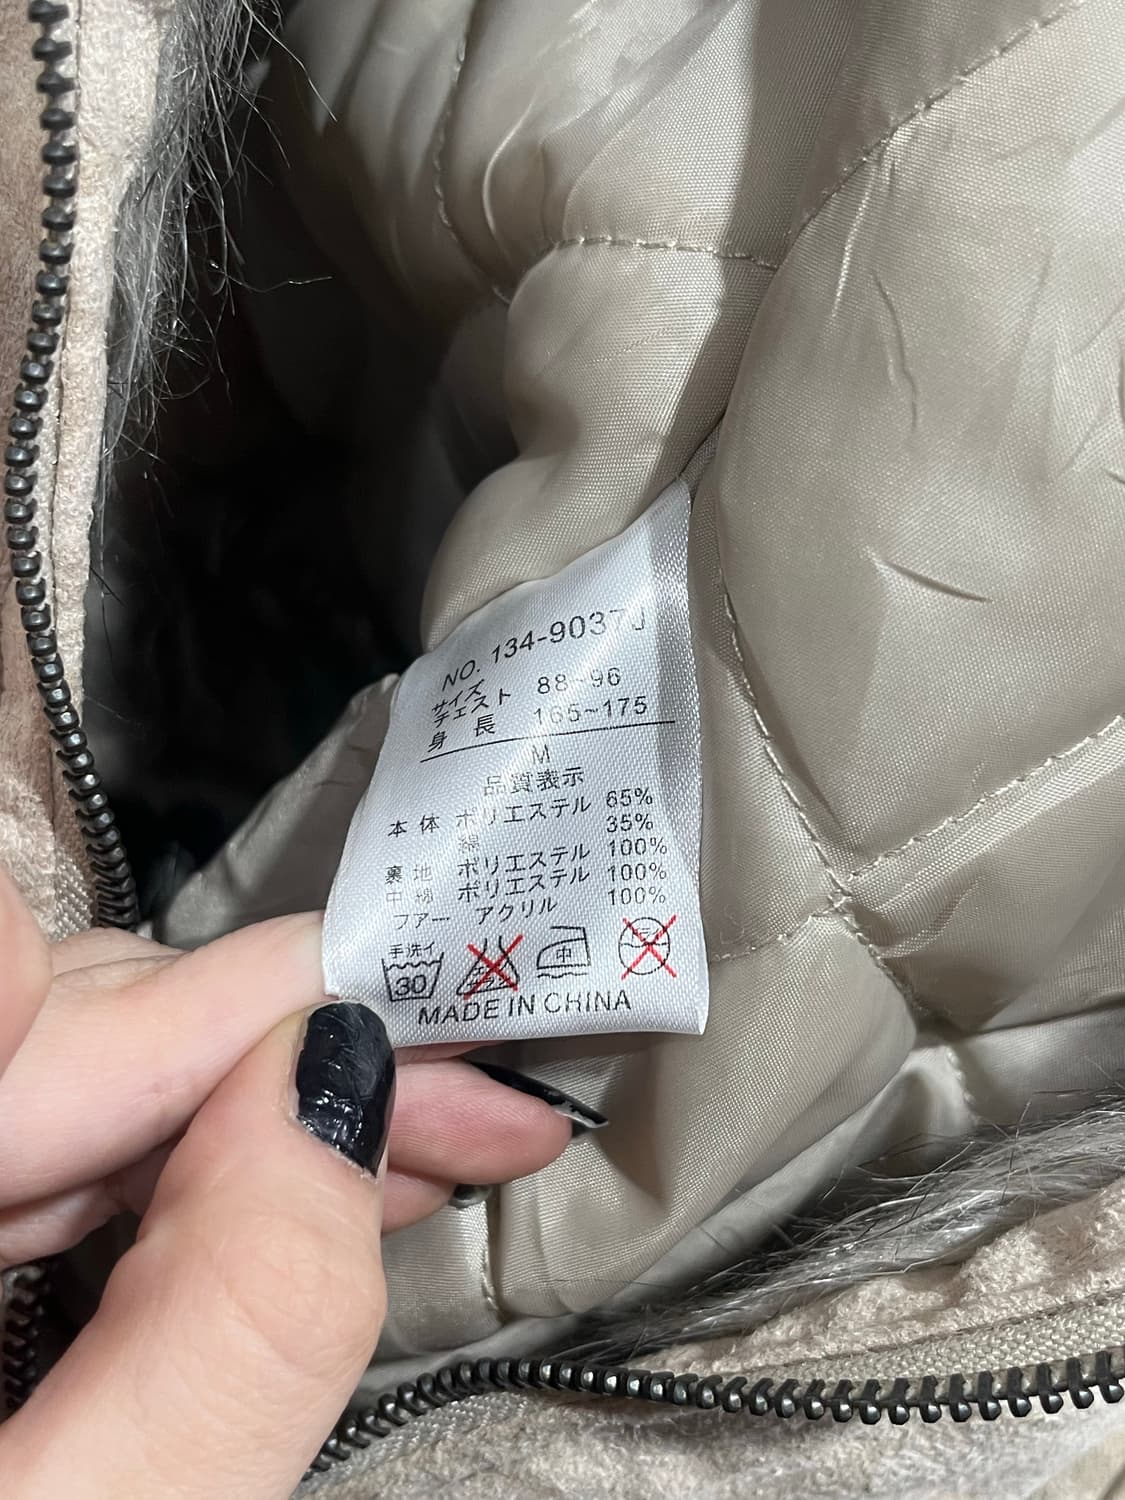 NO. 134-9037J
サイズ
チェスト 88~96
身 長 165~175
M
品質表示
本体 ポリエステル 65%
綿 35%
裏地 ポリエステル 100%
中綿 ポリエステル 100%
ファー アクリル 100%
手洗イ
30 中
MADE IN CHINA